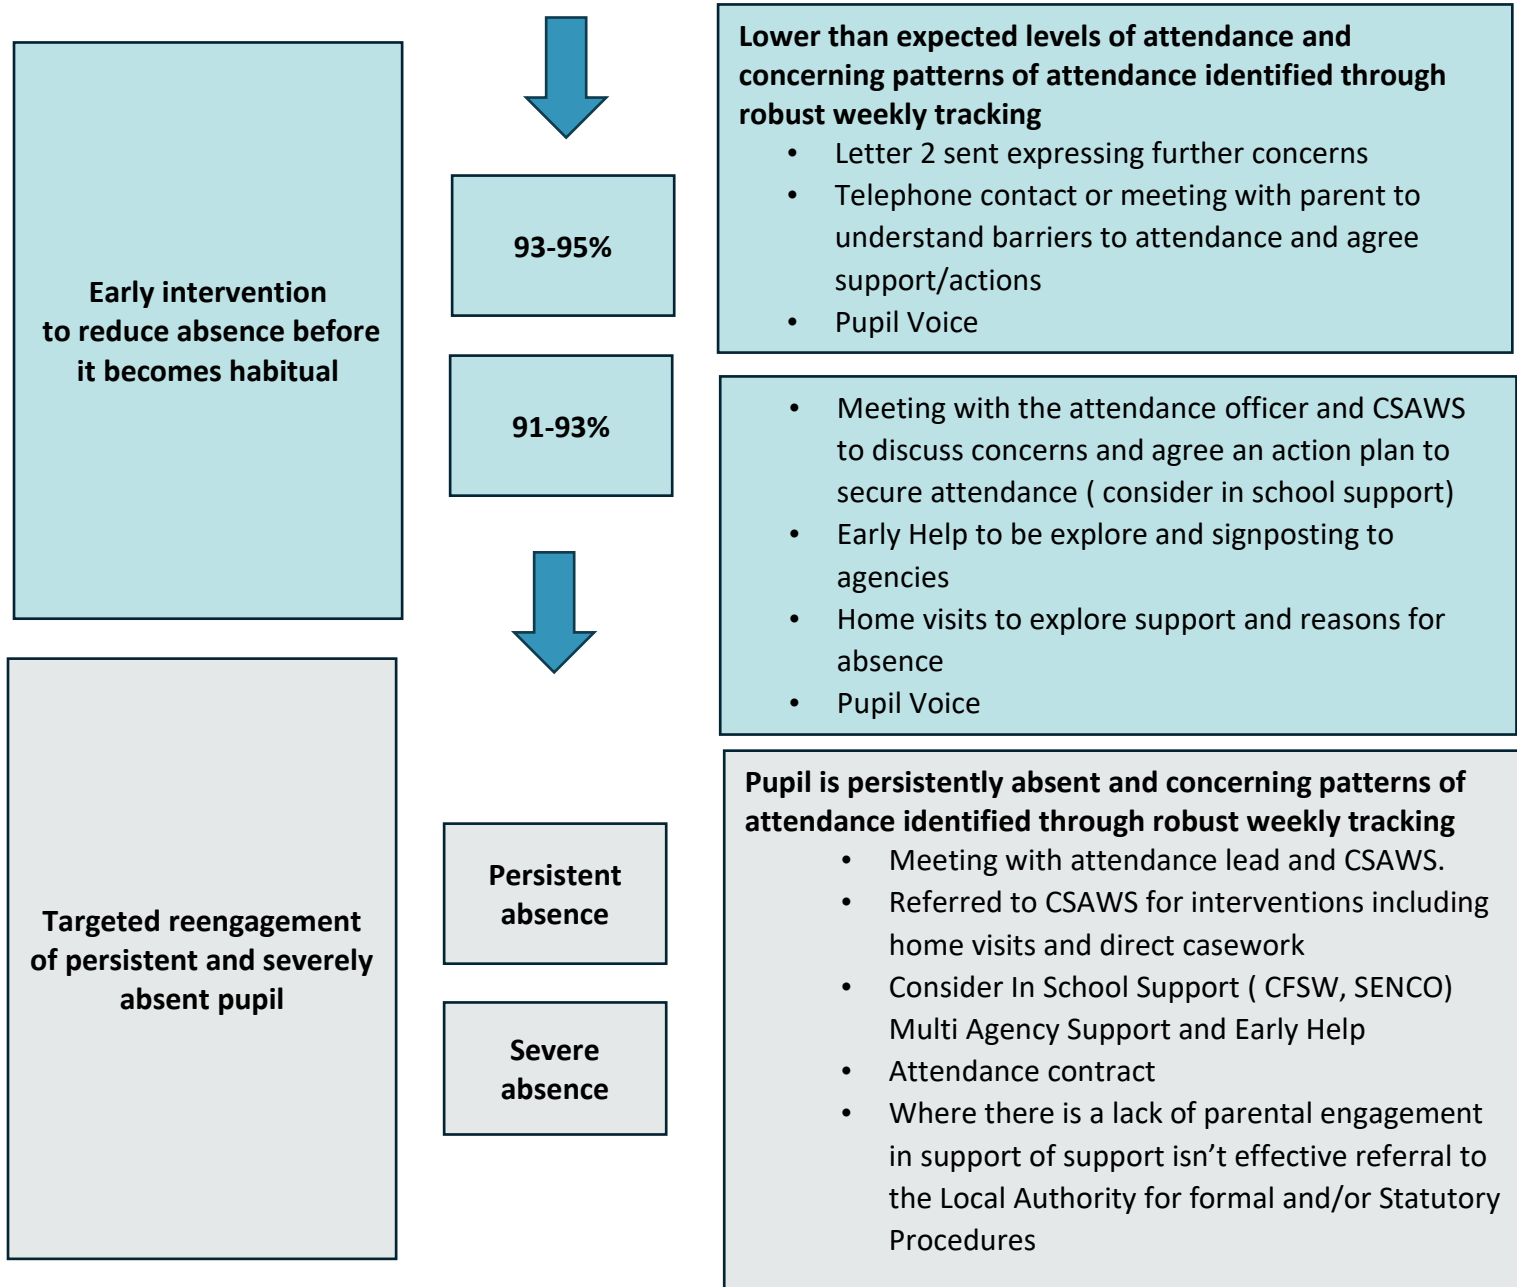 Early intervention
to reduce absence before
it becomes habitual
93-95%
91-93%
Lower than expected levels of attendance and
concerning patterns of attendance identified through
robust weekly tracking
• Letter 2 sent expressing further concerns
• Telephone contact or meeting with parent to
understand barriers to attendance and agree
support/actions
• Pupil Voice
• Meeting with the attendance officer and CSAWS
to discuss concerns and agree an action plan to
secure attendance ( consider in school support)
• Early Help to be explore and signposting to
agencies
• Home visits to explore support and reasons for
absence
• Pupil Voice
Targeted reengagement
of persistent and severely
absent pupil
Persistent
absence
Severe
absence
Pupil is persistently absent and concerning patterns of
attendance identified through robust weekly tracking
• Meeting with attendance lead and CSAWS.
• Referred to CSAWS for interventions including
home visits and direct casework
• Consider In School Support ( CFSW, SENCO)
Multi Agency Support and Early Help
• Attendance contract
• Where there is a lack of parental engagement
in support of support isn’t effective referral to
the Local Authority for formal and/or Statutory
Procedures